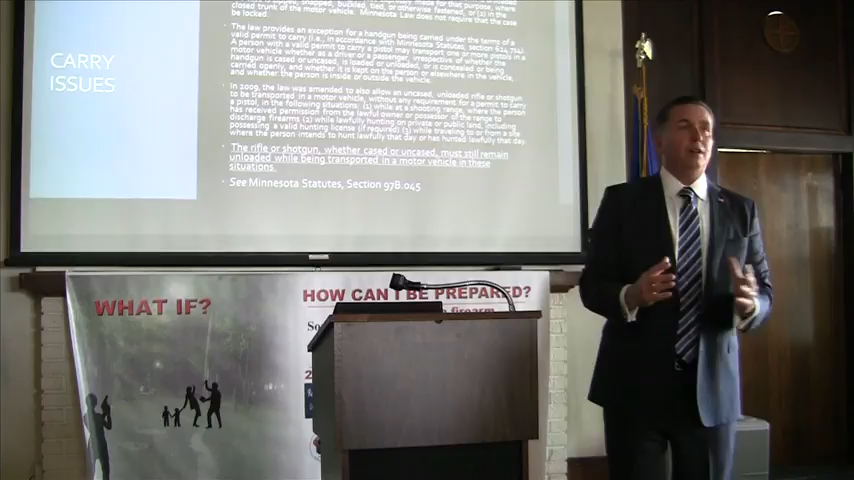 CARRY
ISSUES
closed trunk of the motor vehicle. Minnesota Law does not require that the case
be locked.
The law provides an exception for a handgun being carried under the terms of a
valid permit to carry (i.e., in accordance with Minnesota Statutes, section 624.714).
A person with a valid permit to carry a pistol may transport one or more pistols in a
motor vehicle as a driver or a passenger, irrespective of whether the
handgun is cased or uncased, is loaded or unloaded, or is concealed or being
carried openly, and whether it is kept on the person or elsewhere in the vehicle,
and whether the person is inside or outside the vehicle.
In 2009, the law was amended to also allow an uncased, unloaded rifle or shotgun
to be transported in a motor vehicle, without any requirement for a permit to carry
a pistol, in the following situations: (1) while at a shooting range, where the person
has received permission from the lawful owner or possessor of the range to
discharge firearms (2) while lawfully hunting on private or public land, including
possessing a valid hunting license (if required) (3) while traveling to or from a site
where the person intends to hunt lawfully that day or has hunted lawfully that day.
The rifle or shotgun, whether cased or uncased, must still remain
unloaded while being transported in a motor vehicle in these
situations.
See Minnesota Statutes, Section 97B.045
WHAT IF?
HOW CAN I BE PREPARED?
firearm